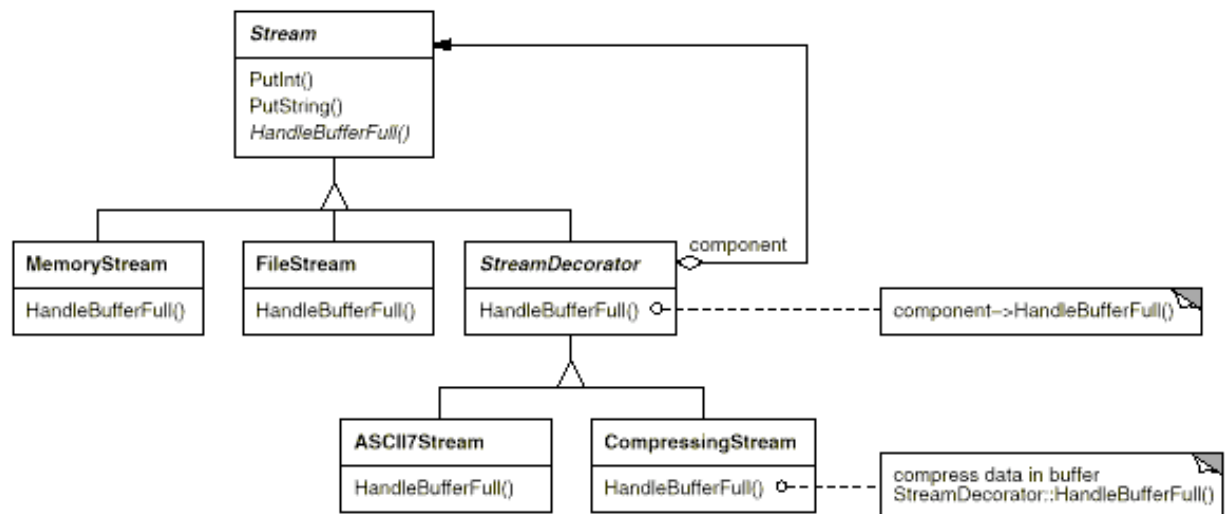 Stream
PutInt()
PutString()
HandleBufferFull()
component
MemoryStream
HandleBufferFull()
FileStream
HandleBufferFull()
StreamDecorator
HandleBufferFull()
component–>HandleBufferFull()
ASCII7Stream
HandleBufferFull()
CompressingStream
HandleBufferFull()
compress data in buffer
StreamDecorator::HandleBufferFull()